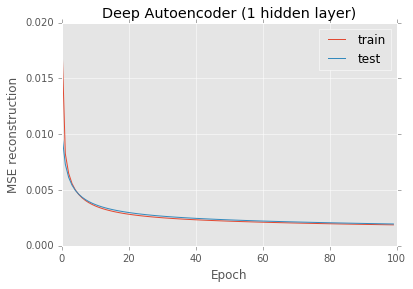 Deep Autoencoder (1 hidden layer)
0.020
0.015
0.010
0.005
0.000
MSE reconstruction
train
test
0 20 40 60 80 100
Epoch